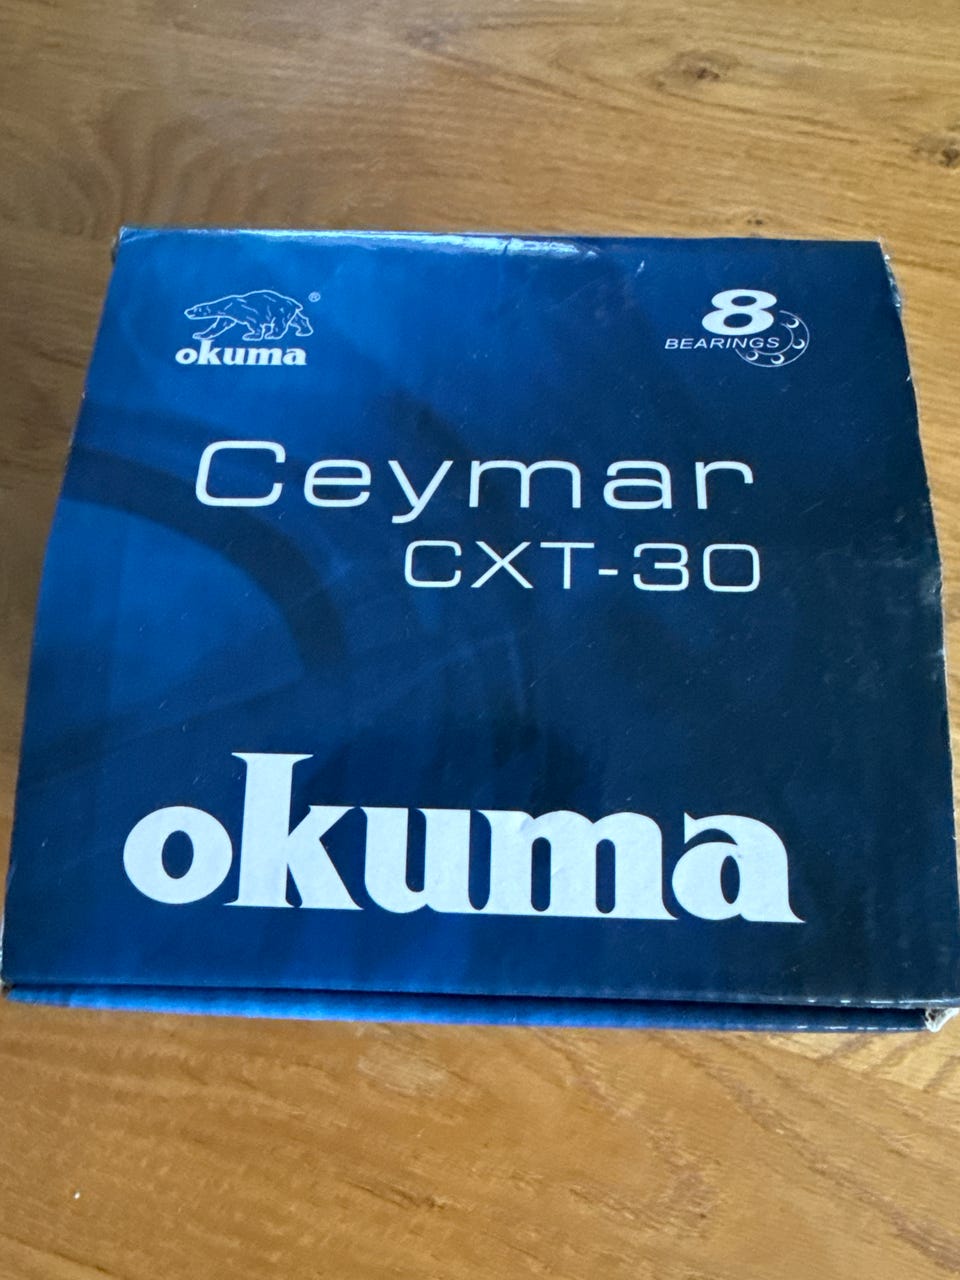 okuma ®
8
BEARINGS
Ceymar
CXT-30
okuma